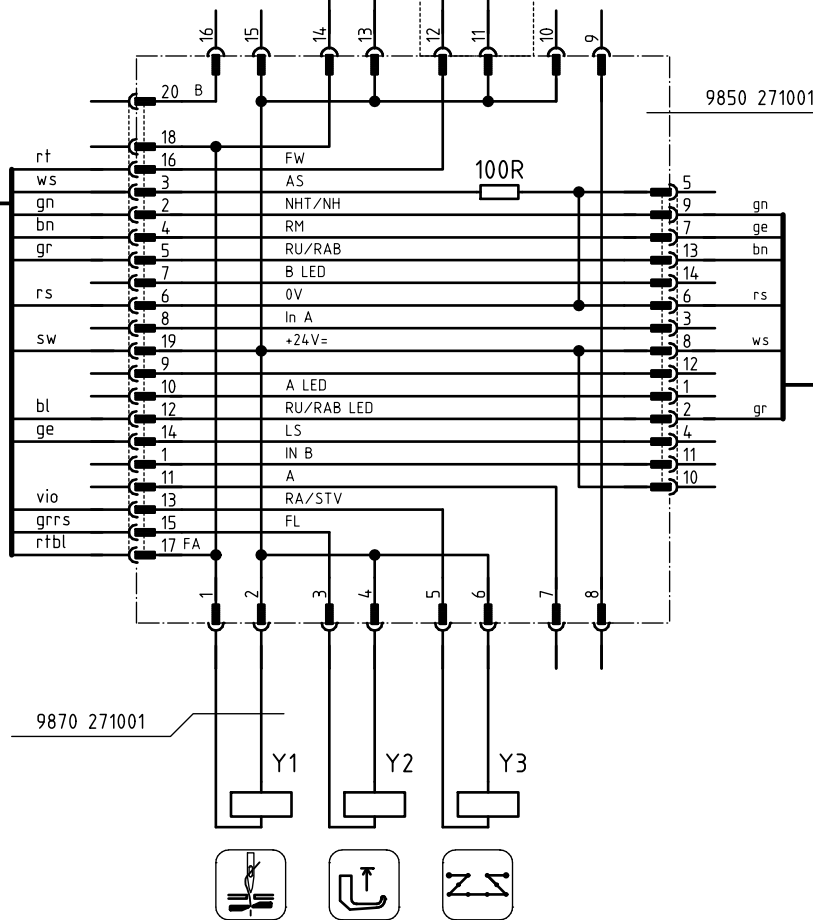 16 15 14 13 12 11 10 9
20 B
9850 271001
18
rt 16 FW
ws 3 AS 100R 5
gn 2 NHT/NH 9 gn
bn 4 RM 7 ge
gr 5 RU/RAB 13 bn
7 B LED 14
rs 6 0V 6 rs
8 In A 3
sw 19 +24V= 8 ws
9 12
10 A LED 1
bl 12 RU/RAB LED 2 gr
ge 14 LS 4
1 IN B 11
11 A 10
vio 13 RA/STV
grrs 15 FL
rtbl 17 FA
1 2 3 4 5 6 7 8
9870 271001
Y1 Y2 Y3